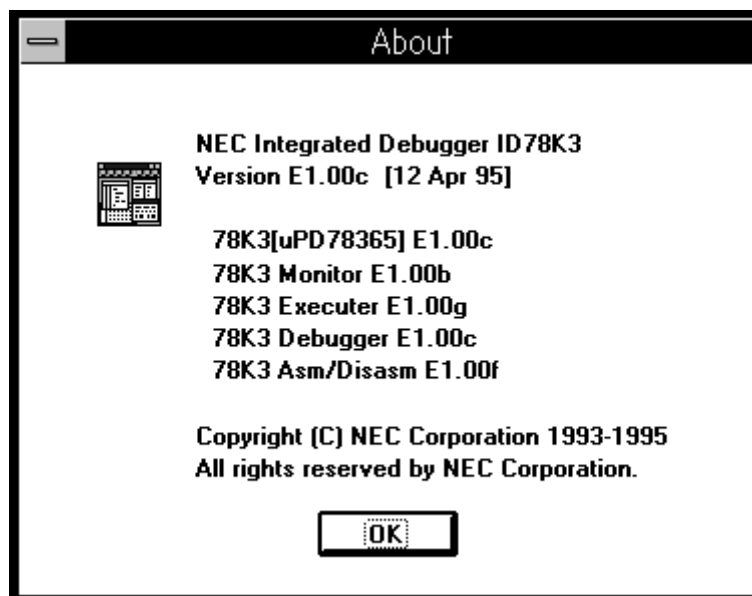 About
NEC Integrated Debugger ID78K3
Version E1.00c [12 Apr 95]
78K3[uPD78365] E1.00c
78K3 Monitor E1.00b
78K3 Executer E1.00g
78K3 Debugger E1.00c
78K3 Asm/Disasm E1.00f
Copyright (C) NEC Corporation 1993-1995
All rights reserved by NEC Corporation.
OK